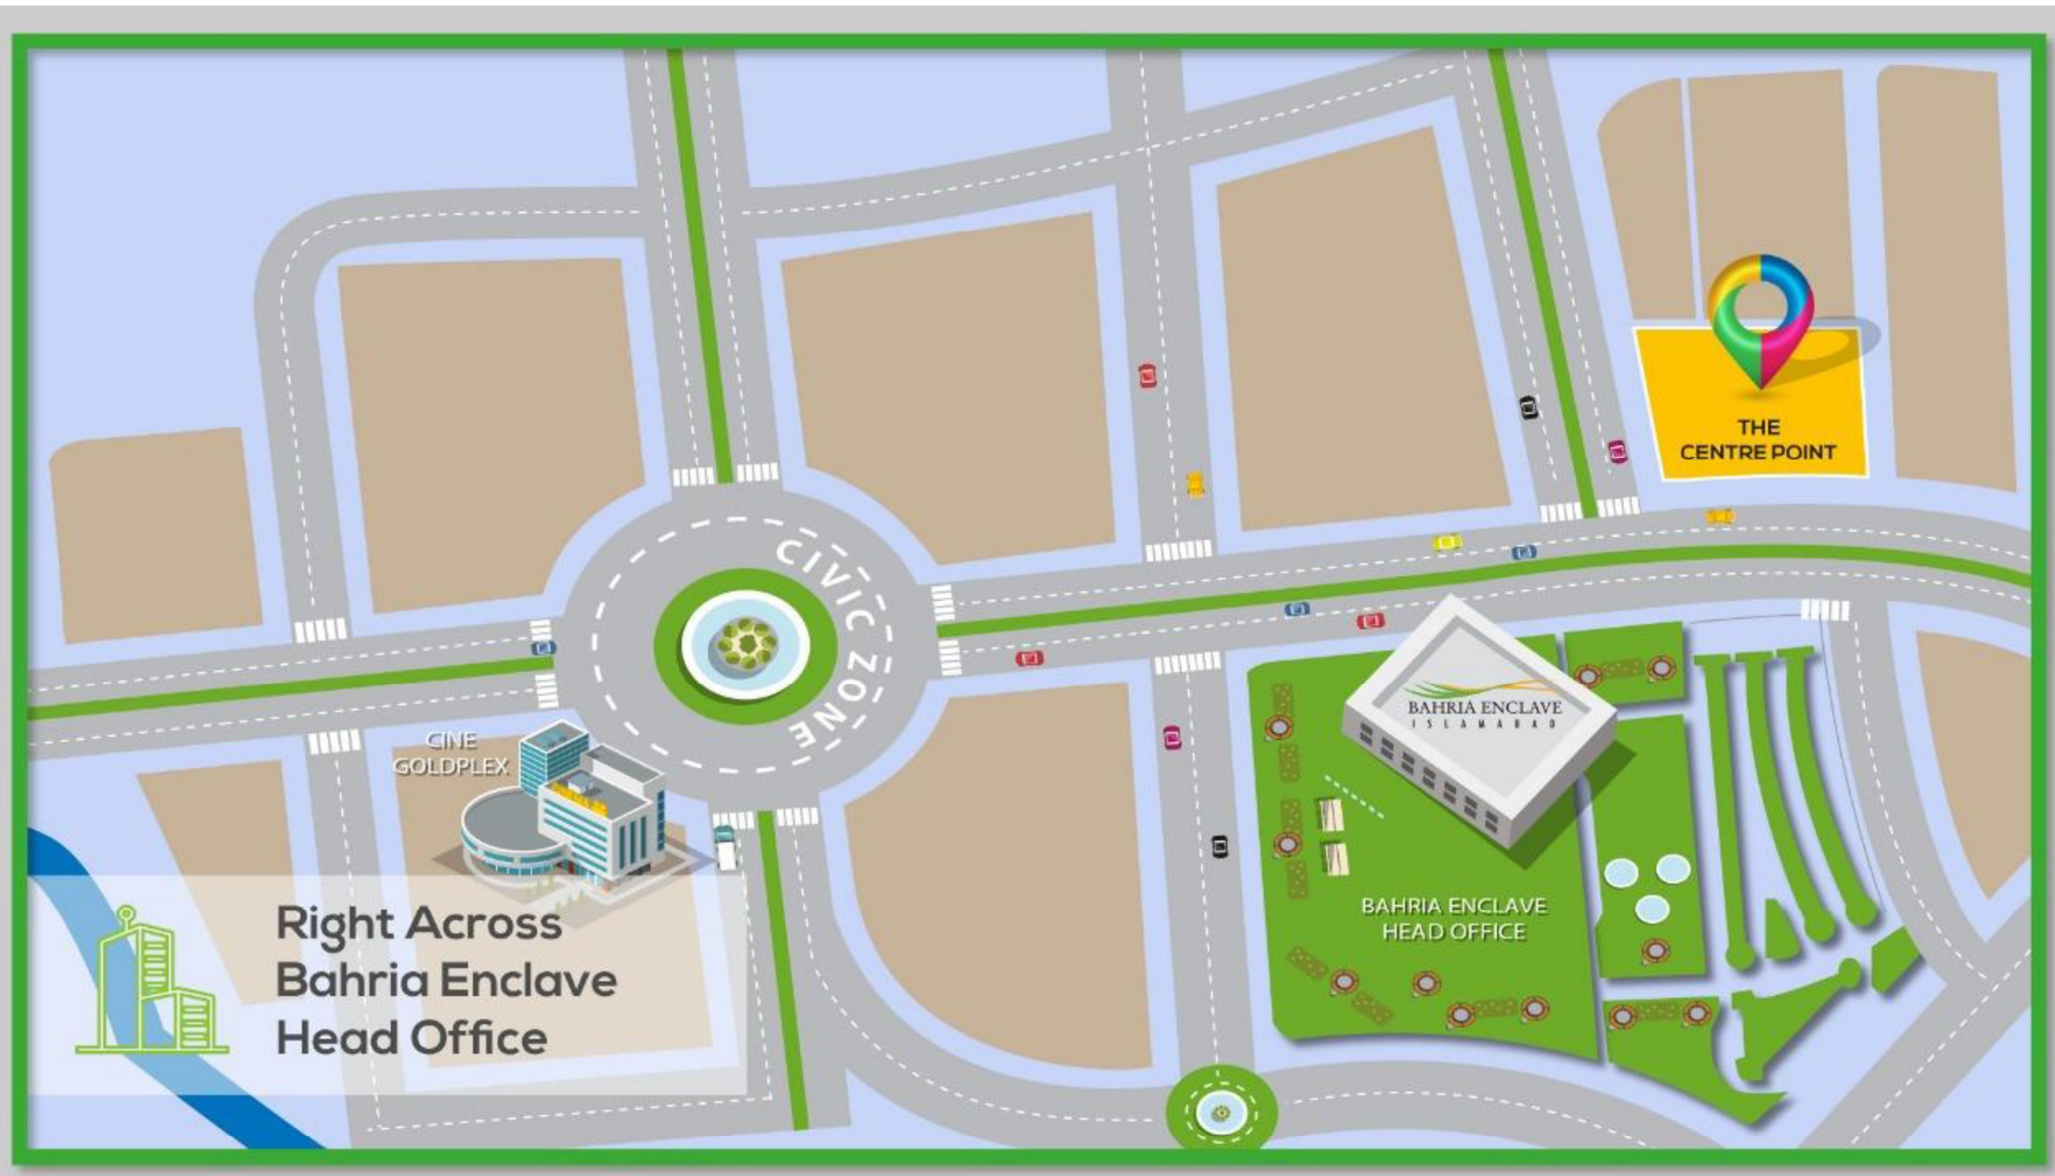 THE
CENTRE POINT
CIVIC ZONE
CINE
GOLDPLEX
BAHRIA ENCLAVE
ISLAMABAD
BAHRIA ENCLAVE
HEAD OFFICE
Right Across
Bahria Enclave
Head Office